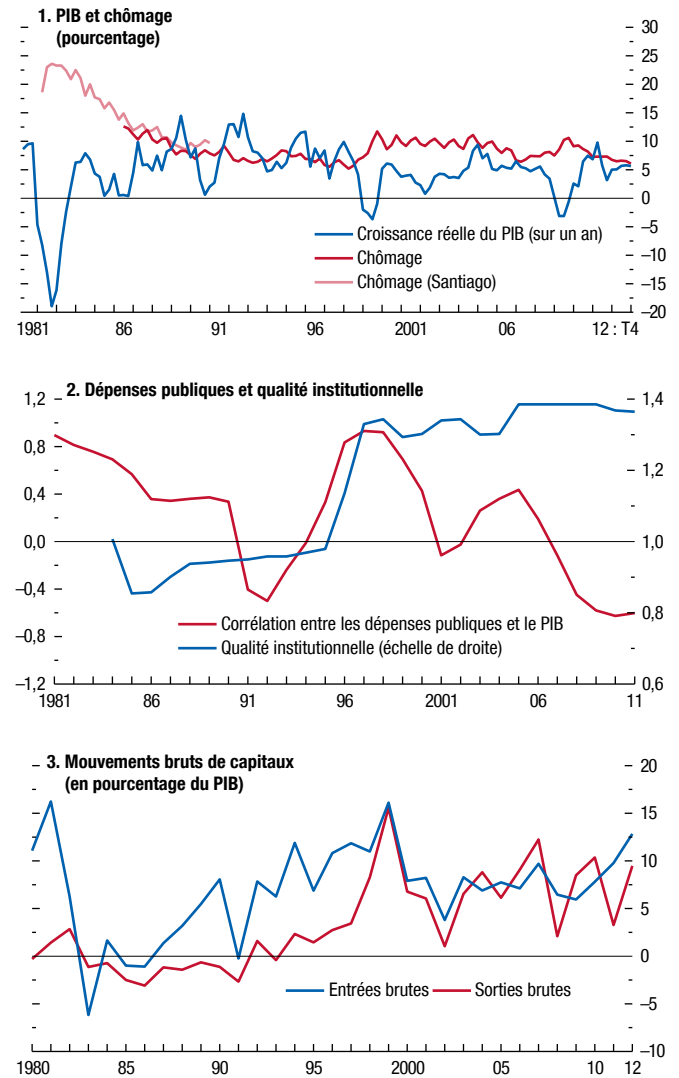 1. PIB et chômage
(pourcentage)
30
25
20
15
10
5
0
–5
–10
–15
–20
Croissance réelle du PIB (sur un an)
Chômage
Chômage (Santiago)
1981 86 91 96 2001 06 12 : T4
2. Dépenses publiques et qualité institutionnelle
1,2 1,4
0,8 1,2
0,4
0,0 1,0
–0,4
–0,8 0,8
–1,2 0,6
Corrélation entre les dépenses publiques et le PIB
Qualité institutionnelle (échelle de droite)
1981 86 91 96 2001 06 11
3. Mouvements bruts de capitaux
(en pourcentage du PIB)
20
15
10
5
0
–5
–10
Entrées brutes Sorties brutes
1980 85 90 95 2000 05 10 12